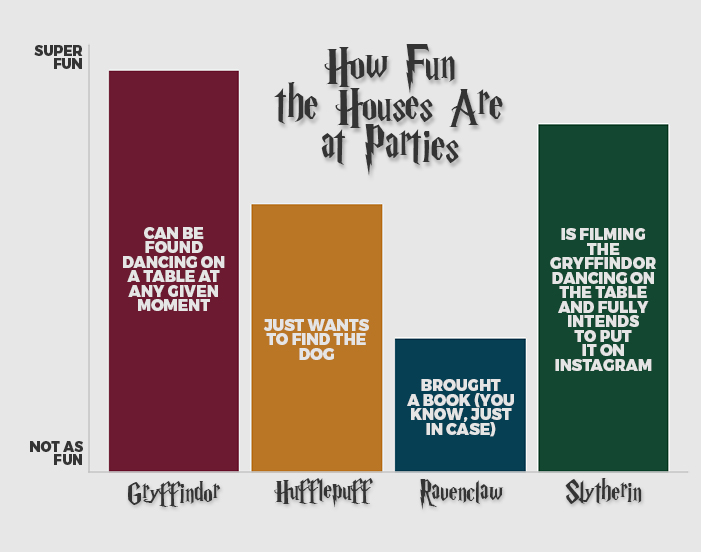 How Fun
the Houses Are
at Parties
SUPER
FUN
NOT AS
FUN
CAN BE
FOUND
DANCING ON
A TABLE AT
ANY GIVEN
MOMENT
JUST WANTS
TO FIND THE
DOG
BROUGHT
A BOOK (YOU
KNOW, JUST
IN CASE)
IS FILMING
THE
GRYFFINDOR
DANCING ON
THE TABLE
AND FULLY
INTENDS
TO PUT
IT ON
INSTAGRAM
Gryffindor
Hufflepuff
Ravenclaw
Slytherin